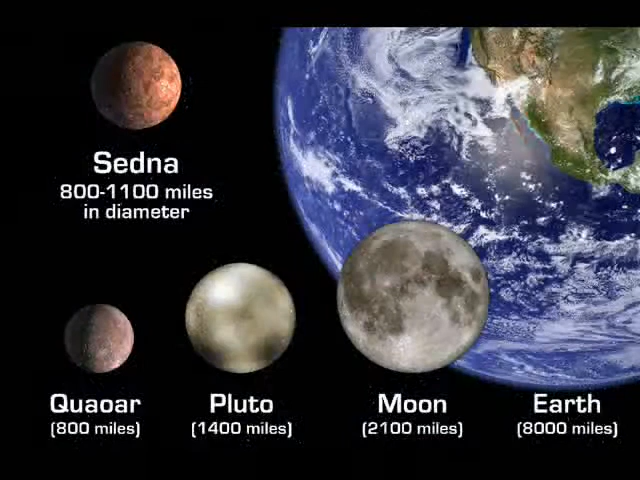 Sedna
800-1100 miles
in diameter
Quaoar
(800 miles)
Pluto
(1400 miles)
Moon
(2100 miles)
Earth
(8000 miles)